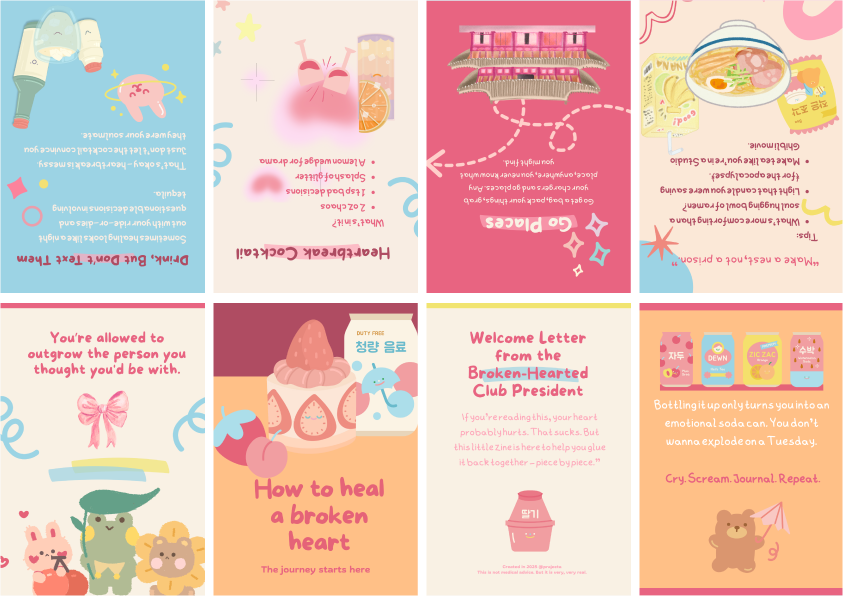 Drink, But Don't Text Them
Sometimes healing looks like a night
out with your ride-or-dies and
questionable decisions involving
tequila.
That's okay—heartbreak is messy.
Just don't let the cocktail convince you
they were your soulmate.
Heartbreak Cocktail
What's in it?
• 2 oz chaos
• 1 tsp bad decisions
• Splash of glitter
• A lemon wedge for drama
Go Places
Go get a bag, pack your things, grab
your chargers and go places. Any
place, anywhere, you never know what
you might find.
“Make a nest, not a prison.”
Tips:
• What's more comforting than a
soul hugging bowl of ramen?
• Light that candle you were saving
for the apocalypse.
• Make tea like you're in a Studio
Ghibli movie.
You're allowed to
outgrow the person you
thought you'd be with.
DUTY FREE
청량 음료
How to heal
a broken
heart
The journey starts here
Welcome Letter
from the
Broken-Hearted
Club President
If you're reading this, your heart
probably hurts. That sucks. But
this little zine is here to help you glue
it back together—piece by piece.”
딸기
This is not medical advice. But it is very, very real.
자두
DEWN
ZIC ZAC
수박
Bottling it up only turns you into an
emotional soda can. You don't
wanna explode on a Tuesday.
Cry. Scream. Journal. Repeat.